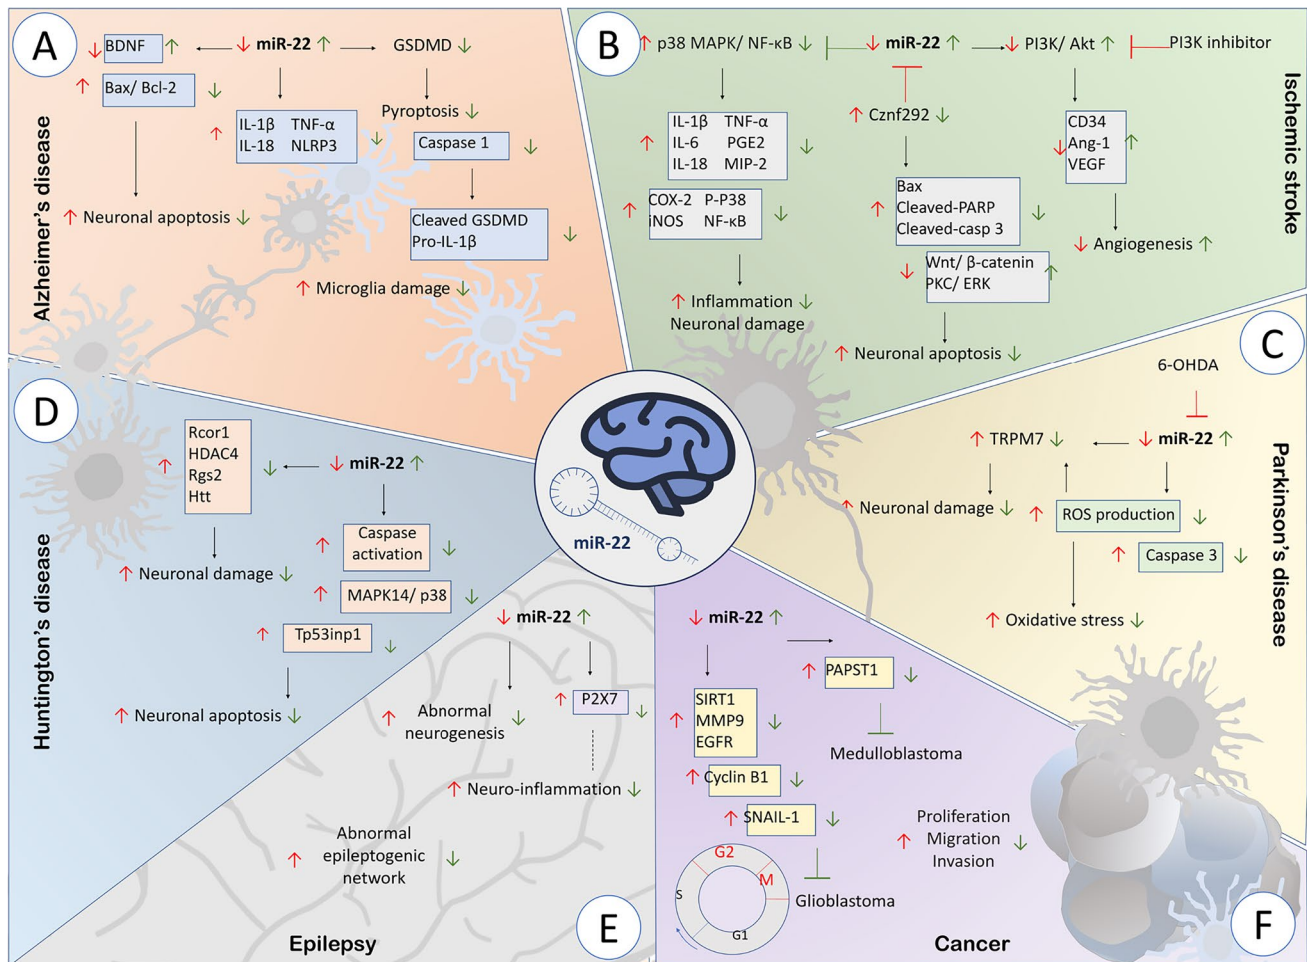 A
Alzheimer's disease
BDNF
miR-22
GSDMD
Bax/ Bcl-2
IL-1β TNF-α
IL-18 NLRP3
Pyroptosis
Caspase 1
Neuronal apoptosis
Cleaved GSDMD
Pro-IL-1β
Microglia damage
B
Ischemic stroke
p38 MAPK/ NF-κB
miR-22
PI3K/ Akt
PI3K inhibitor
IL-1β TNF-α
IL-6 PGE2
IL-18 MIP-2
COX-2 P-P38
iNOS NF-κB
Inflammation
Neuronal damage
Cznf292
Bax
Cleaved-PARP
Cleaved-casp 3
Wnt/ β-catenin
PKC/ ERK
Neuronal apoptosis
CD34
Ang-1
VEGF
Angiogenesis
C
Parkinson's disease
6-OHDA
TRPM7
miR-22
Neuronal damage
ROS production
Caspase 3
Oxidative stress
D
Huntington's disease
Rcor1
HDAC4
Rgs2
Htt
miR-22
Neuronal damage
Caspase
activation
MAPK14/ p38
Tp53inp1
Neuronal apoptosis
miR-22
E
Epilepsy
miR-22
P2X7
Abnormal
neurogenesis
Neuro-inflammation
Abnormal
epileptogenic
network
F
Cancer
miR-22
PAPST1
SIRT1
MMP9
EGFR
Medulloblastoma
Cyclin B1
SNAIL-1
Proliferation
Migration
Invasion
G2
M
S
G1
Glioblastoma